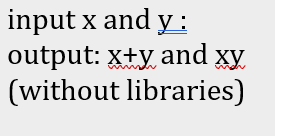 input x and y :
output: x+y and xy
(without libraries)